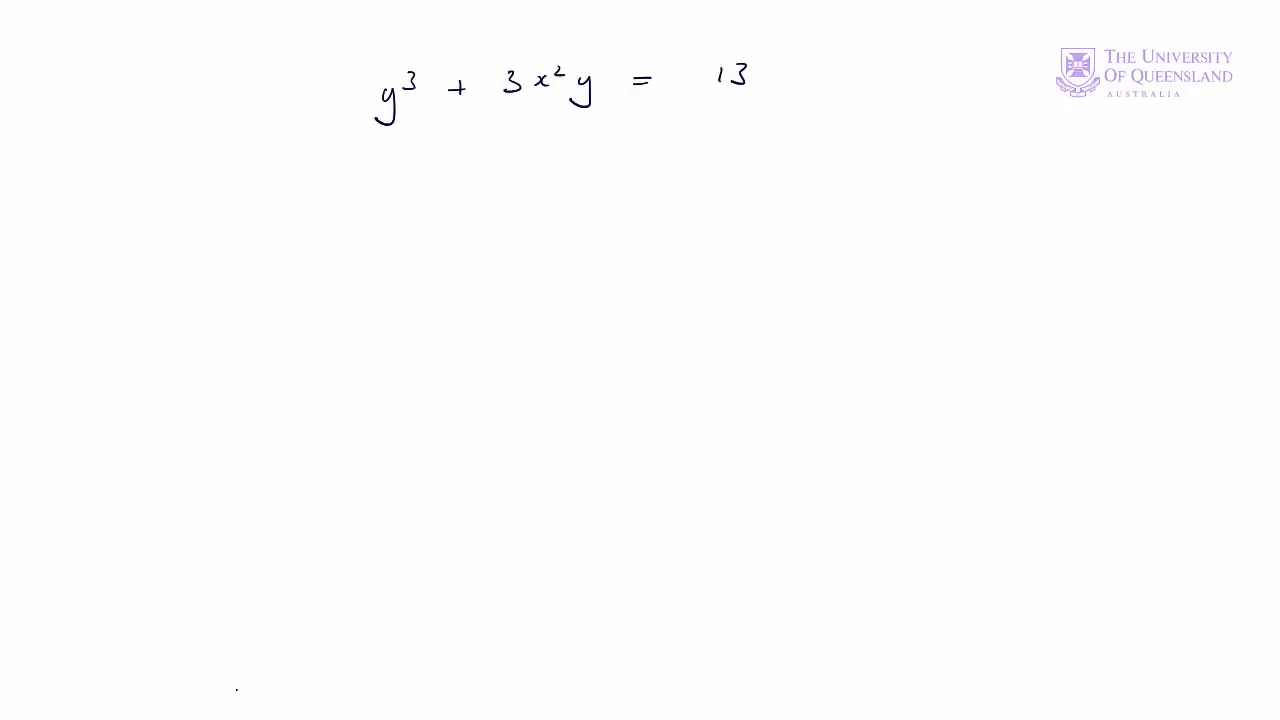 y³ + 3x²y = 13
THE UNIVERSITY
OF QUEENSLAND
AUSTRALIA